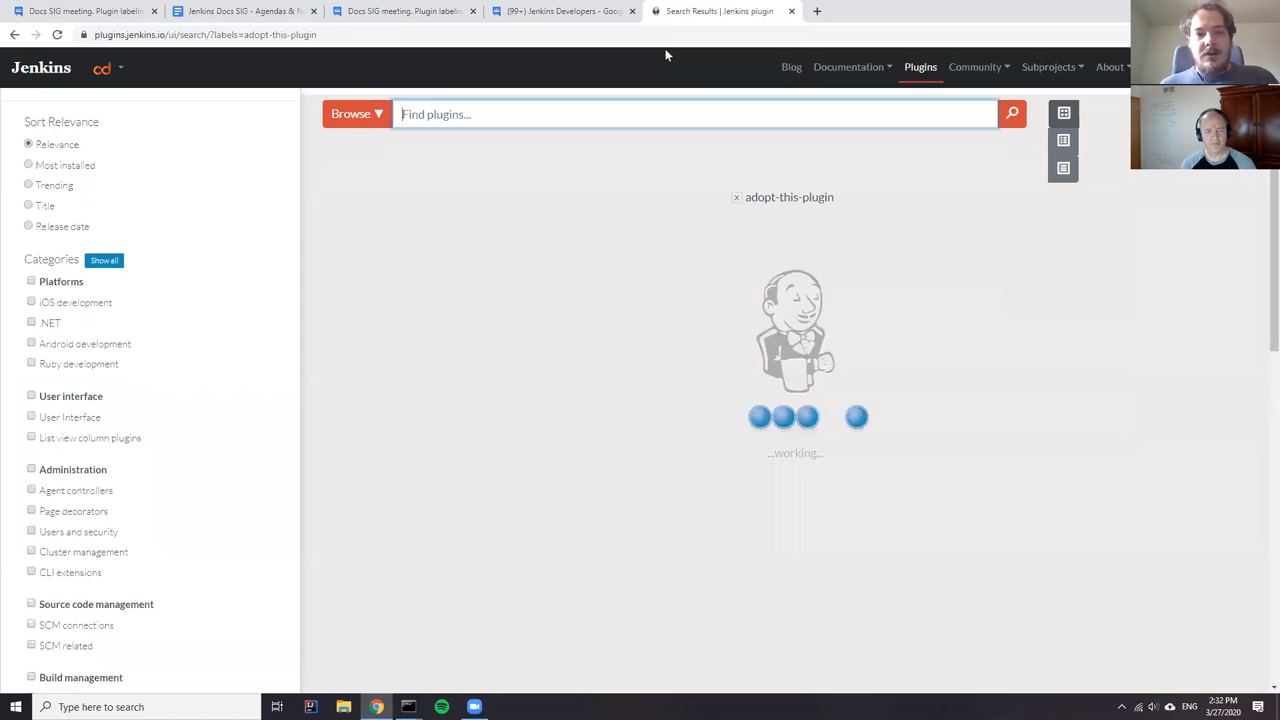 Docs SIG meeting. Plugin labelin
Jenkins Docs SIG - Agendas & N
Docs SIG meeting. Plugin labelin
(99+) Jenkins Developers - Goog
Search Results | Jenkins plugin
plugins.jenkins.io/ui/search/?labels=adopt-this-plugin
Jenkins
cd
Blog
Documentation
Plugins
Community
Subprojects
About
Browse ▼
Find plugins...
Sort Relevance
Relevance
Most installed
Trending
Title
Release date
Categories
Show all
Platforms
iOS development
.NET
Android development
Ruby development
User interface
User Interface
List view column plugins
Administration
Agent controllers
Page decorators
Users and security
Cluster management
CLI extensions
Source code management
SCM connections
SCM related
Build management
x adopt-this-plugin
...working...
Type here to search
ENG
2:32 PM
3/27/2020